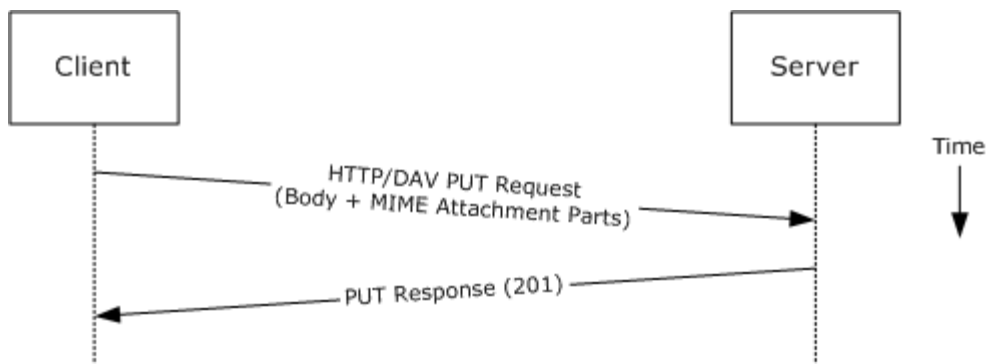 Client
Server
Time
HTTP/DAV PUT Request
(Body + MIME Attachment Parts)
PUT Response (201)